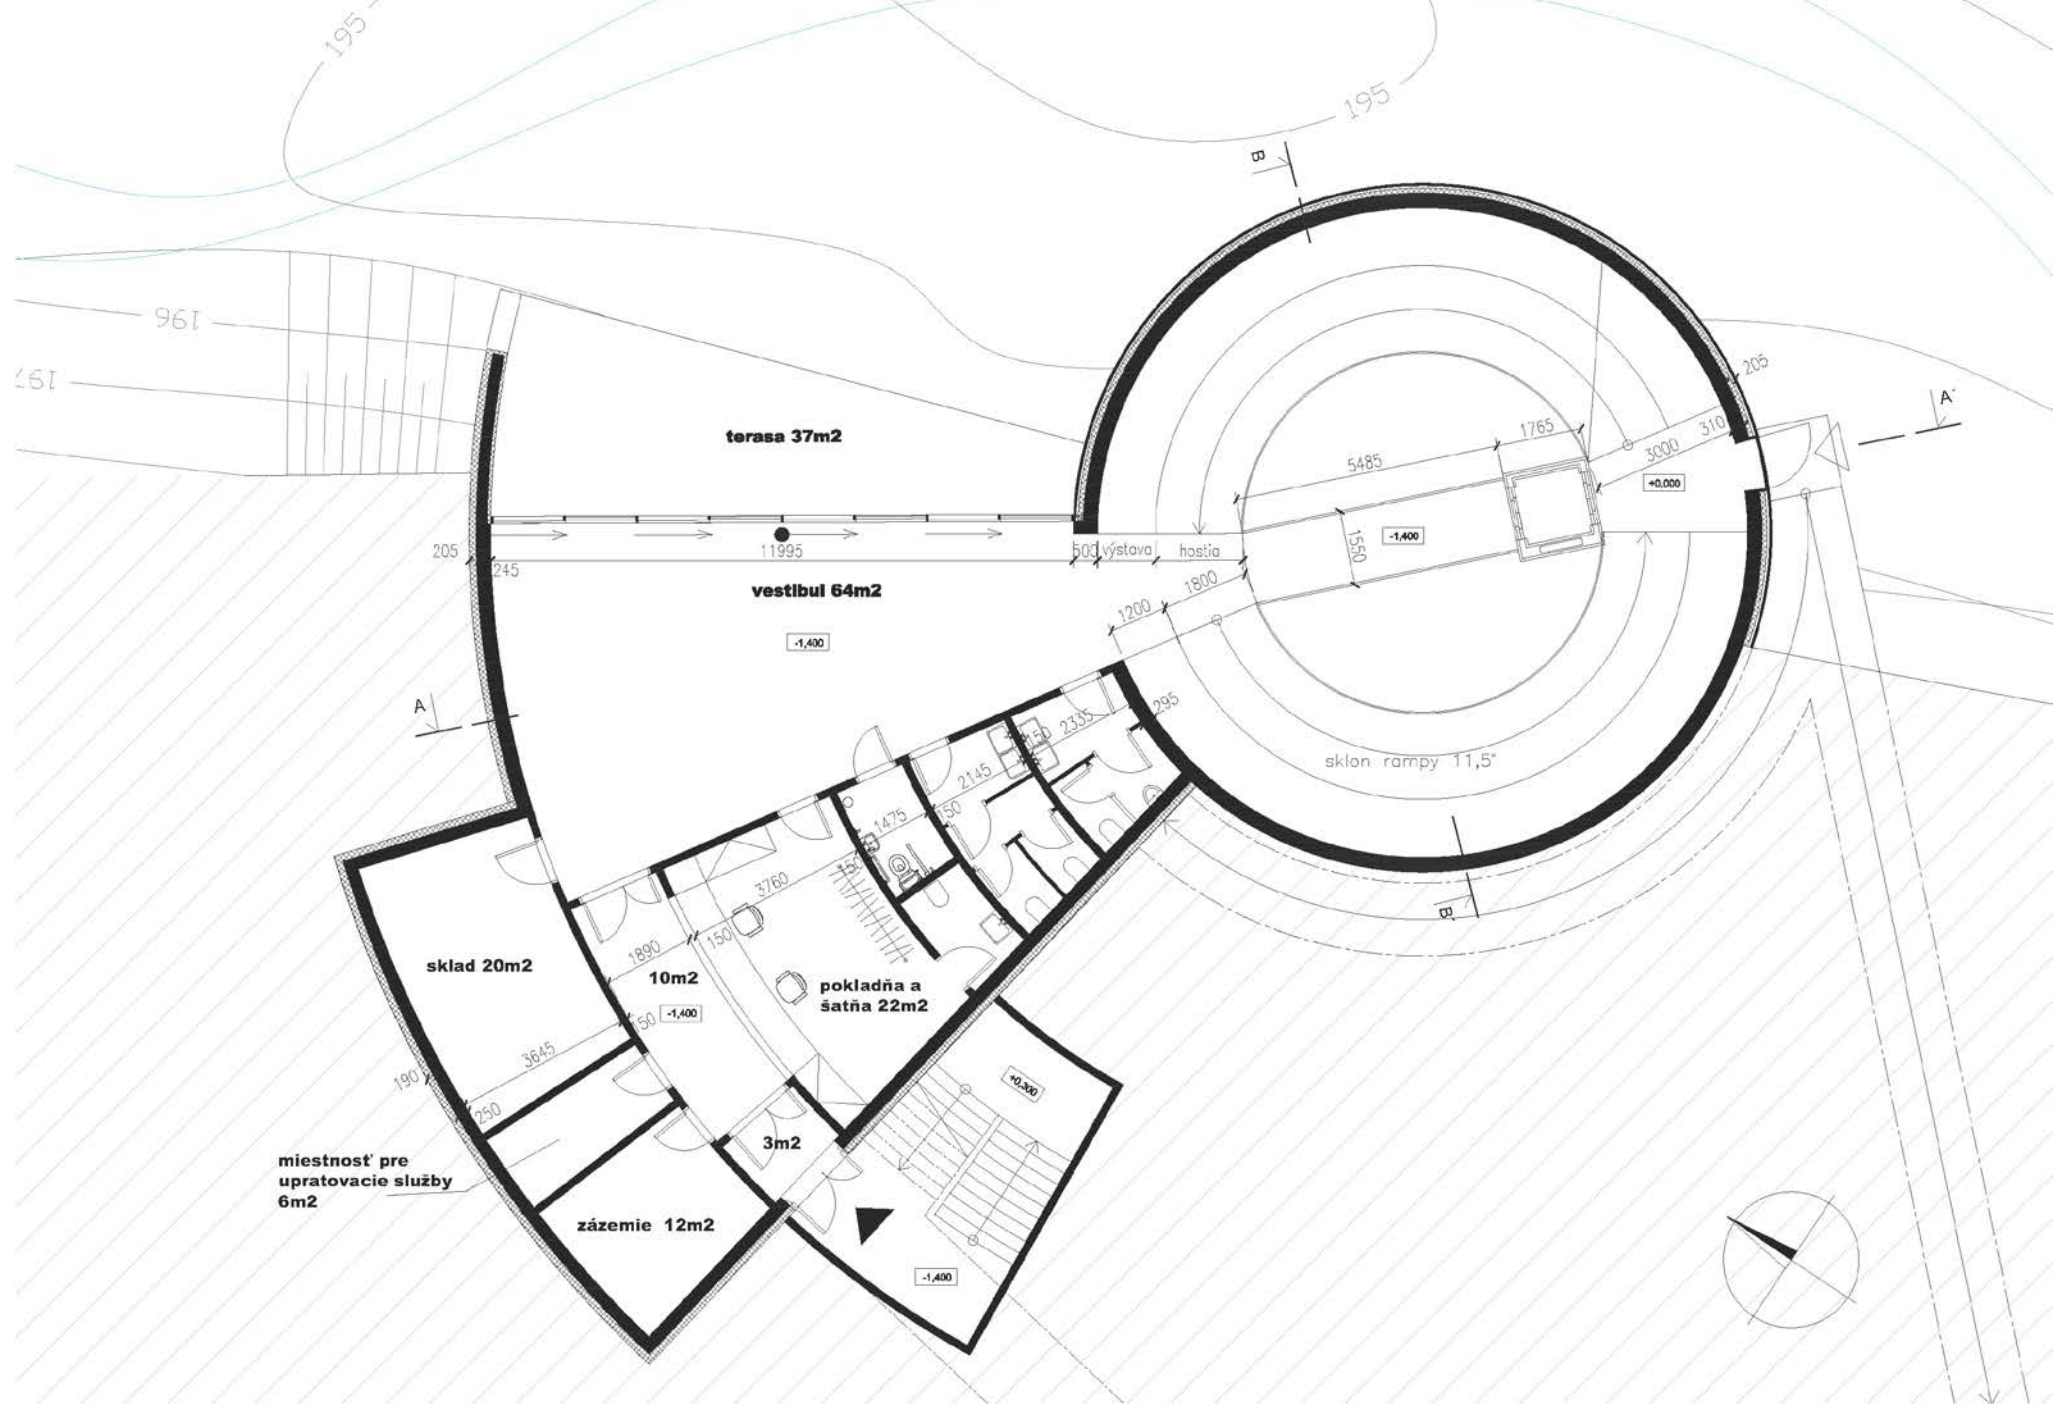 195
195
B
196
197
205
A'
terasa 37m2
1765
310
3000
5485
+0.000
-1,400
1550
205
11995
500
výstava
hostia
245
vestibul 64m2
1800
1200
-1,400
A
295
2335
150
sklon rampy 11,5°
2145
150
1475
150
3760
B'
1890
150
sklad 20m2
10m2
pokladňa a
šatňa 22m2
-1,400
150
3645
190
250
+0,300
3m2
miestnosť pre
upratovacie služby
6m2
zázemie 12m2
-1,400